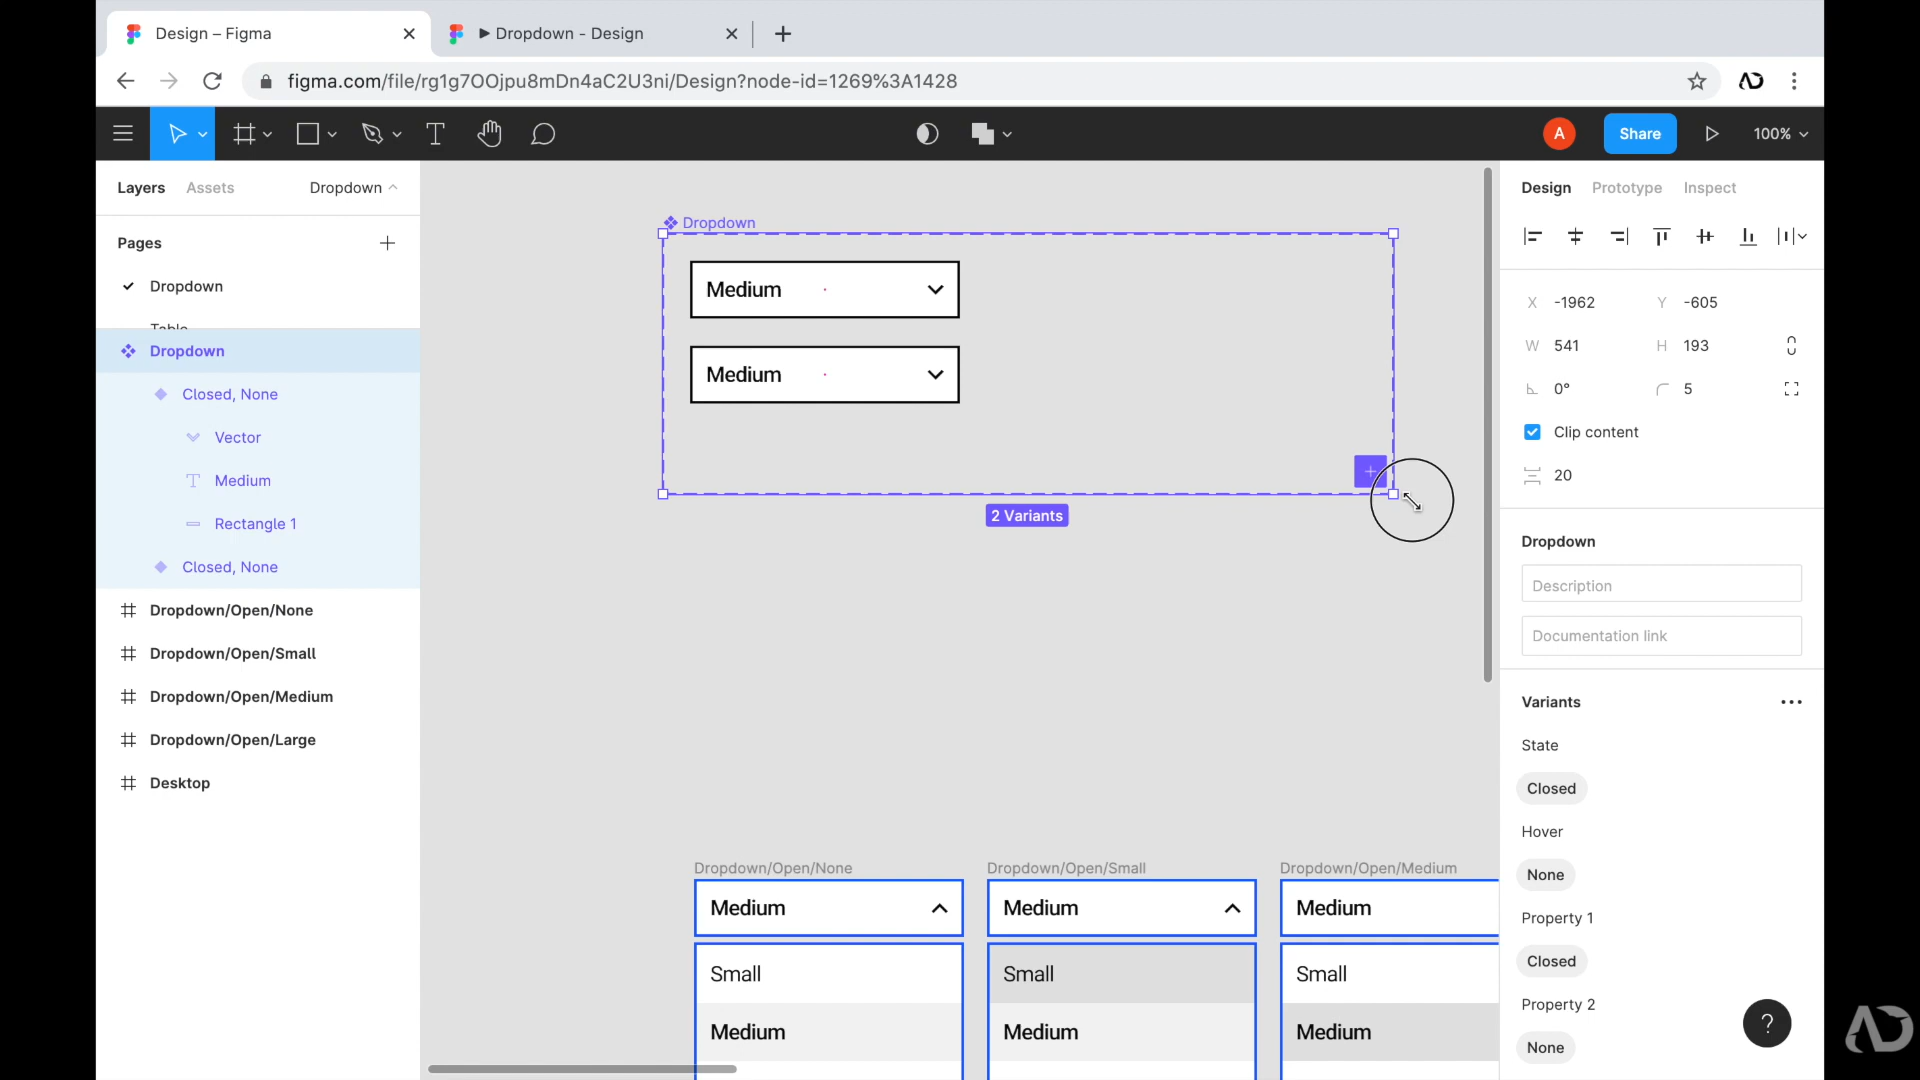 Design – Figma
Dropdown - Design
figma.com/file/rg1g7OOjpu8mDn4aC2U3ni/Design?node-id=1269%3A1428
A
Share
100%
Layers
Assets
Dropdown
Design
Prototype
Inspect
Pages
Dropdown
Table
Dropdown
Closed, None
Vector
Medium
Rectangle 1
Closed, None
Dropdown/Open/None
Dropdown/Open/Small
Dropdown/Open/Medium
Dropdown/Open/Large
Desktop
Dropdown
Medium
Medium
2 Variants
Dropdown/Open/None
Medium
Small
Medium
Dropdown/Open/Small
Medium
Small
Medium
Dropdown/Open/Medium
Medium
Small
Medium
X -1962 Y -605
W 541 H 193
0° 5
Clip content
20
Dropdown
Description
Documentation link
Variants
State
Closed
Hover
None
Property 1
Closed
Property 2
None
?
AD